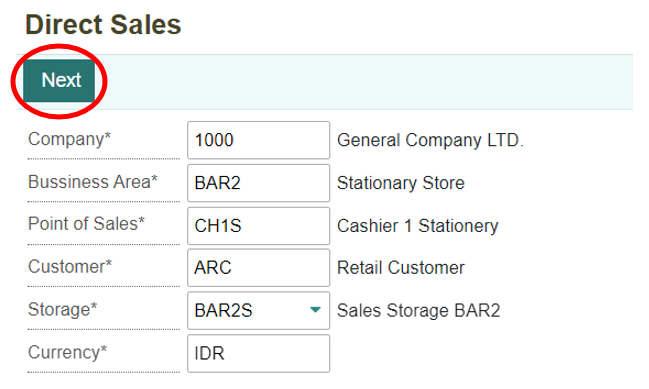 Direct Sales
Next
Company* 1000 General Company LTD.
Bussiness Area* BAR2 Stationary Store
Point of Sales* CH1S Cashier 1 Stationery
Customer* ARC Retail Customer
Storage* BAR2S Sales Storage BAR2
Currency* IDR